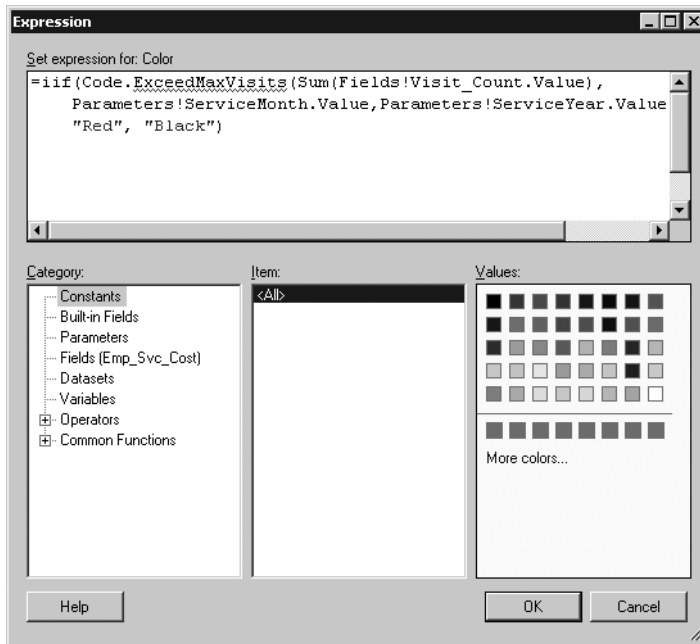 Expression
Set expression for: Color
=iif(Code.ExceedMaxVisits(Sum(Fields!Visit_Count.Value),
Parameters!ServiceMonth.Value,Parameters!ServiceYear.Value
"Red", "Black")
Category:
Item:
Values:
Constants
Built-in Fields
Parameters
Fields (Emp_Svc_Cost)
Datasets
Variables
Operators
Common Functions
<All>
More colors...
Help
OK
Cancel